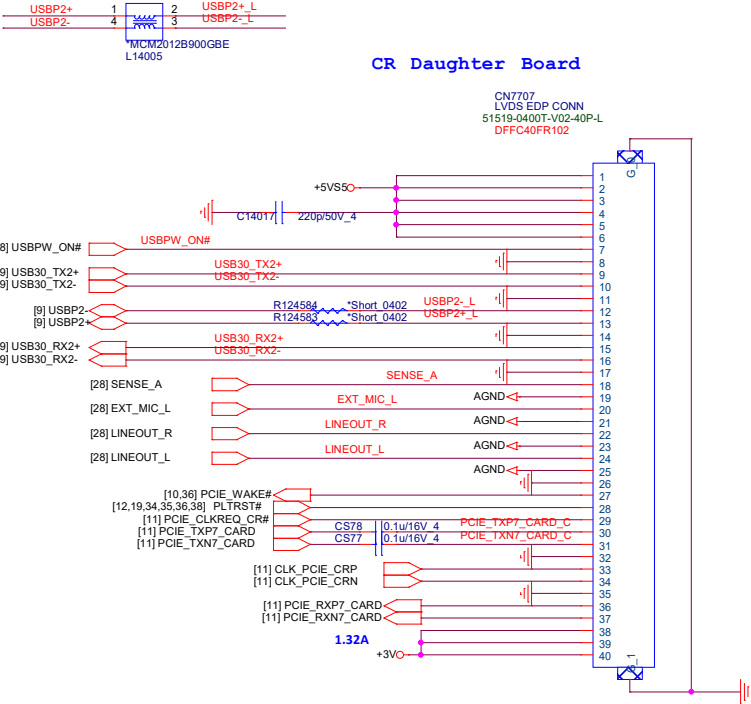 USBP2+ 1 2 USBP2+_L
USBP2- 4 3 USBP2-_L
*MCM2012B900GBE
L14005
CR Daughter Board
CN7707
LVDS EDP CONN
51519-0400T-V02-40P-L
DFFC40FR102
G_0
1
+5VS5 2
3
C14017 220p/50V_4 4
5
6
8] USBPW_ON# USBPW_ON# 7
8
9] USB30_TX2+ USB30_TX2+ 9
9] USB30_TX2- USB30_TX2- 10
11
[9] USBP2- R124584 *Short_0402 USBP2-_L 12
[9] USBP2+ R124583 *Short_0402 USBP2+_L 13
14
9] USB30_RX2+ USB30_RX2+ 15
9] USB30_RX2- USB30_RX2- 16
17
[28] SENSE_A SENSE_A 18
AGND 19
[28] EXT_MIC_L EXT_MIC_L 20
AGND 21
[28] LINEOUT_R LINEOUT_R 22
AGND 23
[28] LINEOUT_L LINEOUT_L 24
AGND 25
26
[10,36] PCIE_WAKE# 27
[12,19,34,35,36,38] PLTRST# 28
[11] PCIE_CLKREQ_CR# 29
[11] PCIE_TXP7_CARD CS78 0.1u/16V_4 PCIE_TXP7_CARD_C 30
[11] PCIE_TXN7_CARD CS77 0.1u/16V_4 PCIE_TXN7_CARD_C 31
32
[11] CLK_PCIE_CRP 33
[11] CLK_PCIE_CRN 34
35
[11] PCIE_RXP7_CARD 36
[11] PCIE_RXN7_CARD 37
38
1.32A 39
+3V 40